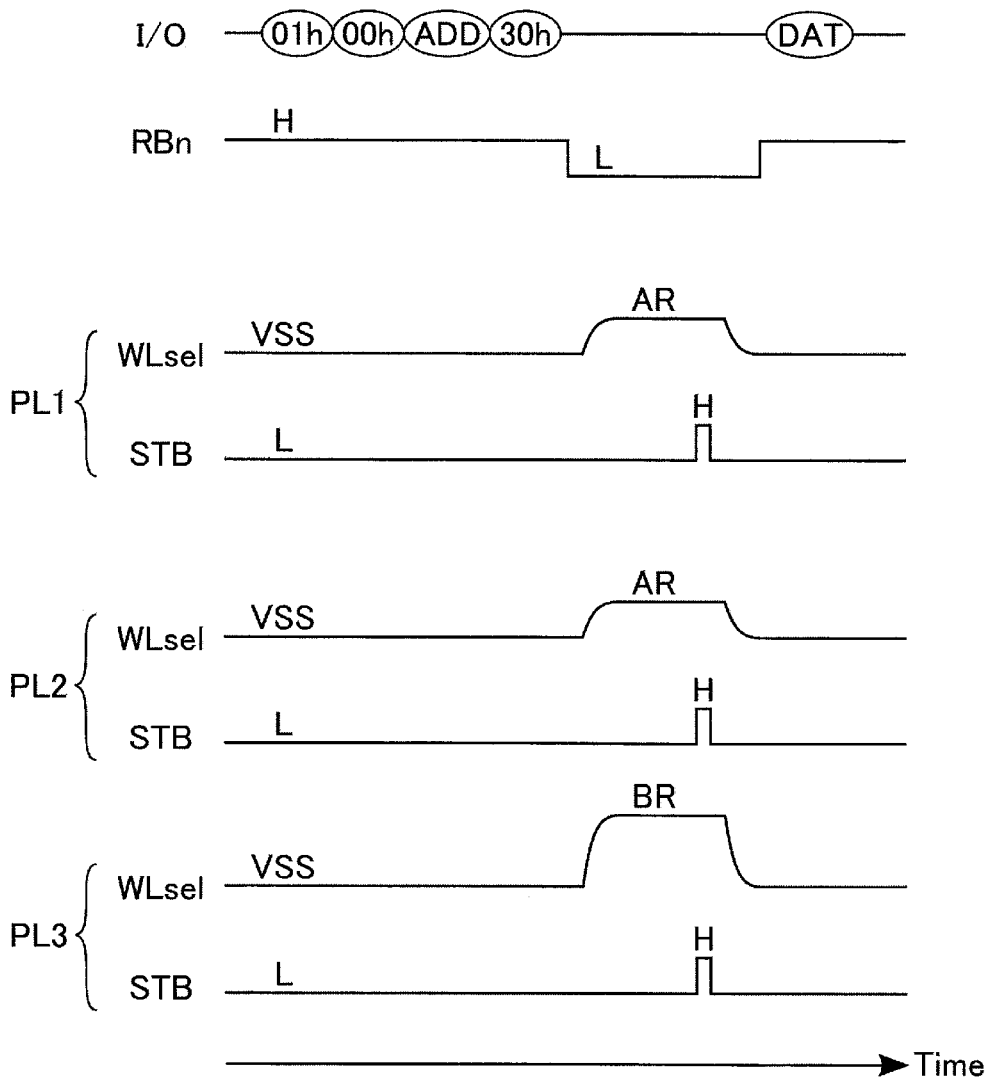 I/O 01h 00h ADD 30h DAT
RBn H L
AR
VSS
WLsel
PL1
H
STB L
AR
VSS
WLsel
PL2
H
STB L
BR
VSS
WLsel
PL3
H
STB L
Time